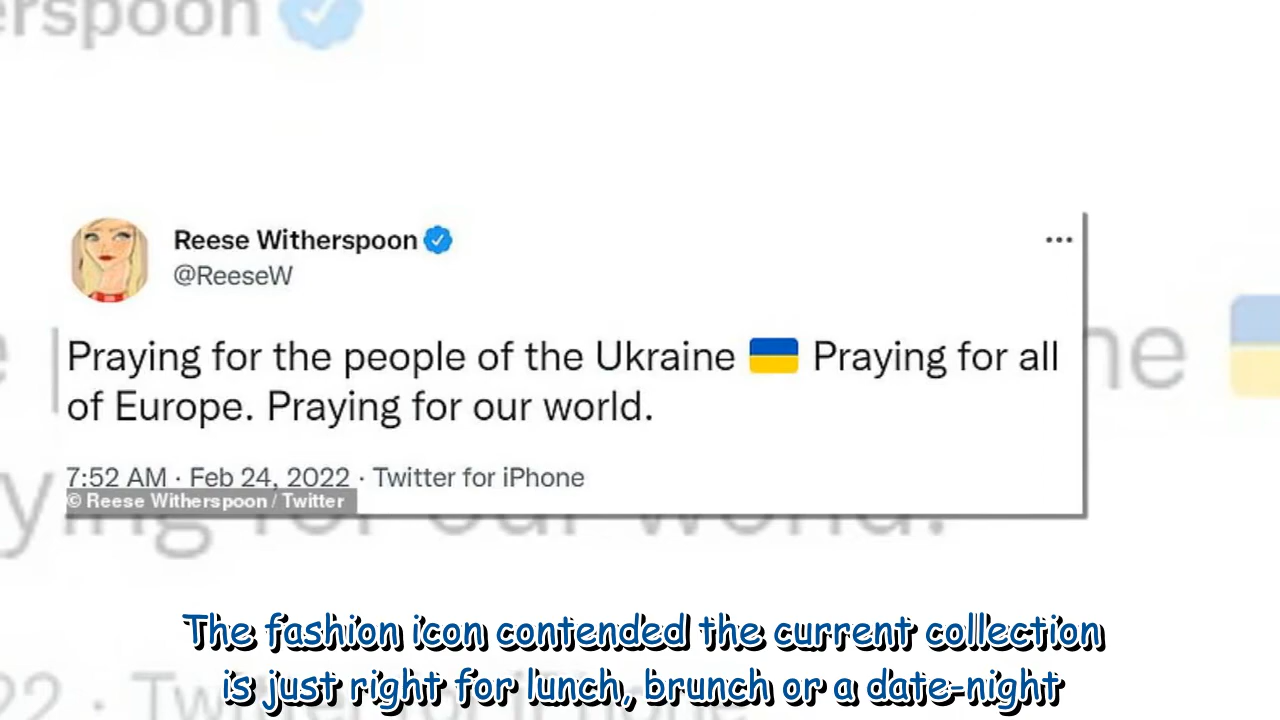 erspoon
Reese Witherspoon
@ReeseW
Praying for the people of the Ukraine 🇺🇦 Praying for all
of Europe. Praying for our world.
7:52 AM · Feb 24, 2022 · Twitter for iPhone
© Reese Witherspoon / Twitter
The fashion icon contended the current collection
is just right for lunch, brunch or a date-night